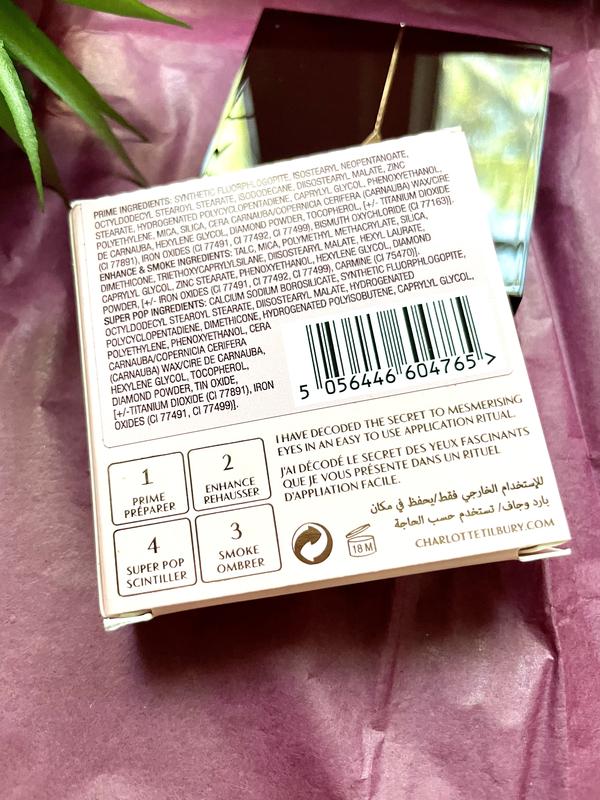 PRIME INGREDIENTS: SYNTHETIC FLUORPHLOGOPITE, ISOSTEARYL NEOPENTANOATE,
OCTYLDODECYL STEAROYL STEARATE, ISODODECANE, DIISOSTEARYL MALATE, ZINC
STEARATE, HYDROGENATED POLYCYCLOPENTADIENE, CAPRYLYL GLYCOL, PHENOXYETHANOL,
POLYETHYLENE, MICA, SILICA, CERA CARNAUBA/COPERNICIA CERIFERA (CARNAUBA) WAX/CIRE
DE CARNAUBA, HEXYLENE GLYCOL, DIAMOND POWDER, TOCOPHEROL, [+/- TITANIUM DIOXIDE
(CI 77891), IRON OXIDES (CI 77491, CI 77492, CI 77499), BISMUTH OXYCHLORIDE (CI 77163)].
ENHANCE & SMOKE INGREDIENTS: TALC, MICA, POLYMETHYL METHACRYLATE, SILICA,
DIMETHICONE, TRIETHOXYCAPRYLYLSILANE, DIISOSTEARYL MALATE, HEXYL LAURATE,
CAPRYLYL GLYCOL, ZINC STEARATE, PHENOXYETHANOL, HEXYLENE GLYCOL, DIAMOND
POWDER, [+/- IRON OXIDES (CI 77491, CI 77492, CI 77499), CARMINE (CI 75470)].
SUPER POP INGREDIENTS: CALCIUM SODIUM BOROSILICATE, SYNTHETIC FLUORPHLOGOPITE,
OCTYLDODECYL STEAROYL STEARATE, DIISOSTEARYL MALATE, HYDROGENATED
POLYCYCLOPENTADIENE, DIMETHICONE, HYDROGENATED POLYISOBUTENE, CAPRYLYL GLYCOL,
POLYETHYLENE, PHENOXYETHANOL, CERA
CARNAUBA/COPERNICIA CERIFERA
(CARNAUBA) WAX/CIRE DE CARNAUBA,
HEXYLENE GLYCOL, TOCOPHEROL,
DIAMOND POWDER, TIN OXIDE,
[+/-TITANIUM DIOXIDE (CI 77891), IRON
OXIDES (CI 77491, CI 77499)].
5 056446 604765 >
1
PRIME
PRÉPARER
2
ENHANCE
REHAUSSER
4
SUPER POP
SCINTILLER
3
SMOKE
OMBRER
I HAVE DECODED THE SECRET TO MESMERISING
EYES IN AN EASY TO USE APPLICATION RITUAL.
J'AI DÉCODÉ LE SECRET DES YEUX FASCINANTS
QUE JE VOUS PRÉSENTE DANS UN RITUEL
D'APPLIATION FACILE.
للإستخدام الخارجي فقط/يحفظ في مكان
بارد وجاف/ تستخدم حسب الحاجة
18 M
CHARLOTTETILBURY.COM